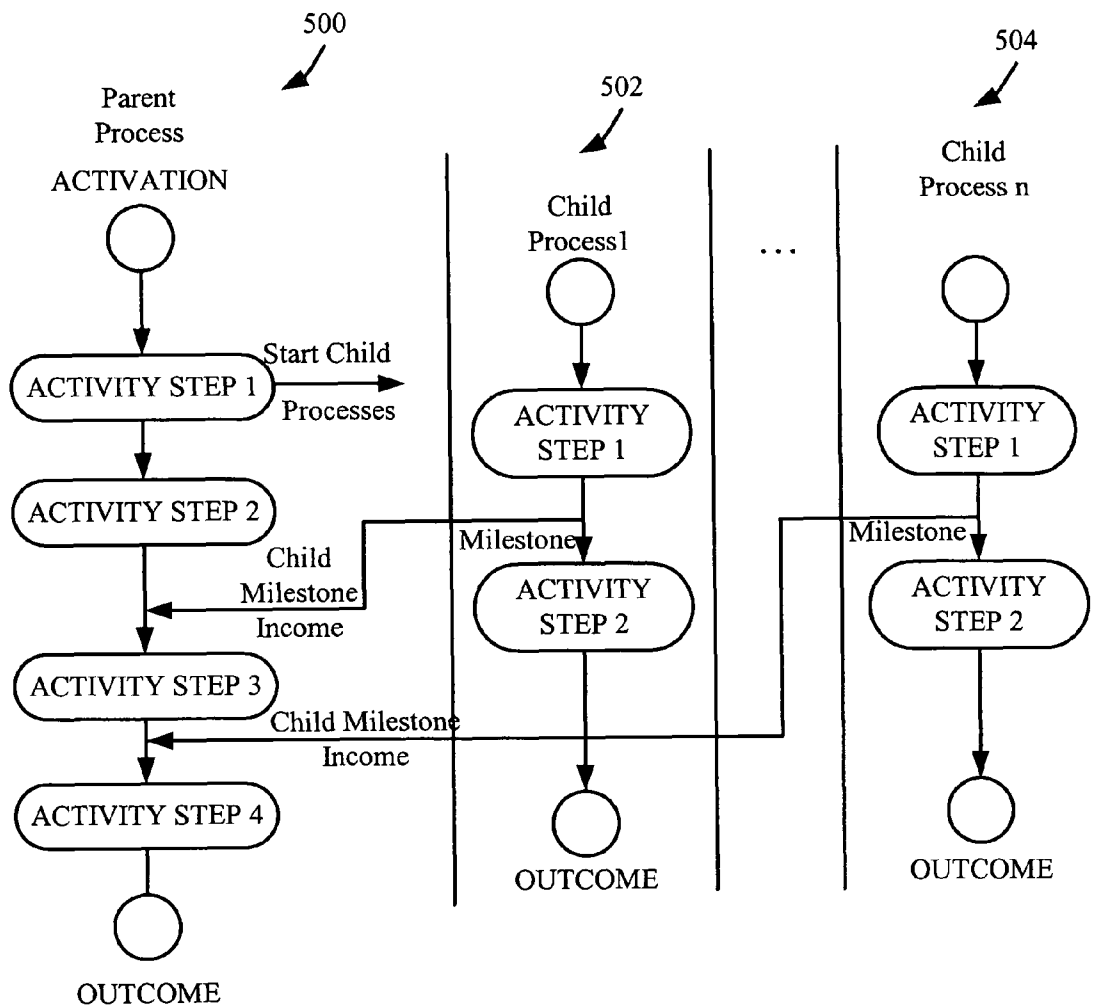 500
Parent
Process
ACTIVATION
ACTIVITY STEP 1
Start Child
Processes
ACTIVITY STEP 2
Child
Milestone
Income
ACTIVITY STEP 3
Child Milestone
Income
ACTIVITY STEP 4
OUTCOME
502
Child
Process1
ACTIVITY
STEP 1
Milestone
ACTIVITY
STEP 2
OUTCOME
...
504
Child
Process n
ACTIVITY
STEP 1
Milestone
ACTIVITY
STEP 2
OUTCOME